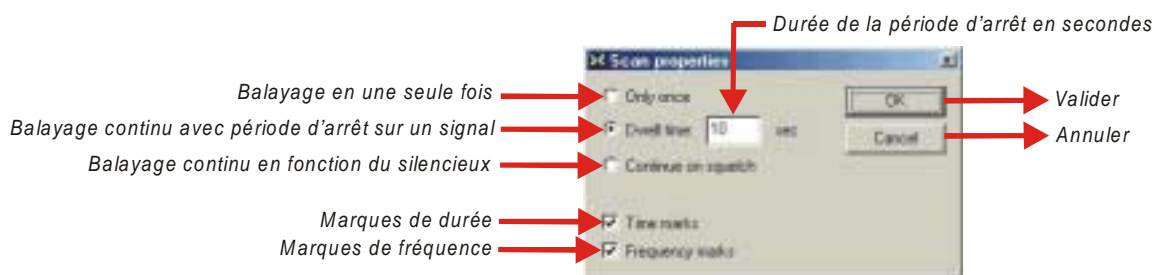 Durée de la période d'arrêt en secondes
Scan properties
Balayage en une seule fois
Only once
OK
Valider
Balayage continu avec période d'arrêt sur un signal
Dwell time 10 sec
Cancel
Annuler
Balayage continu en fonction du silencieux
Continue on squelch
Marques de durée
Time marks
Marques de fréquence
Frequency marks